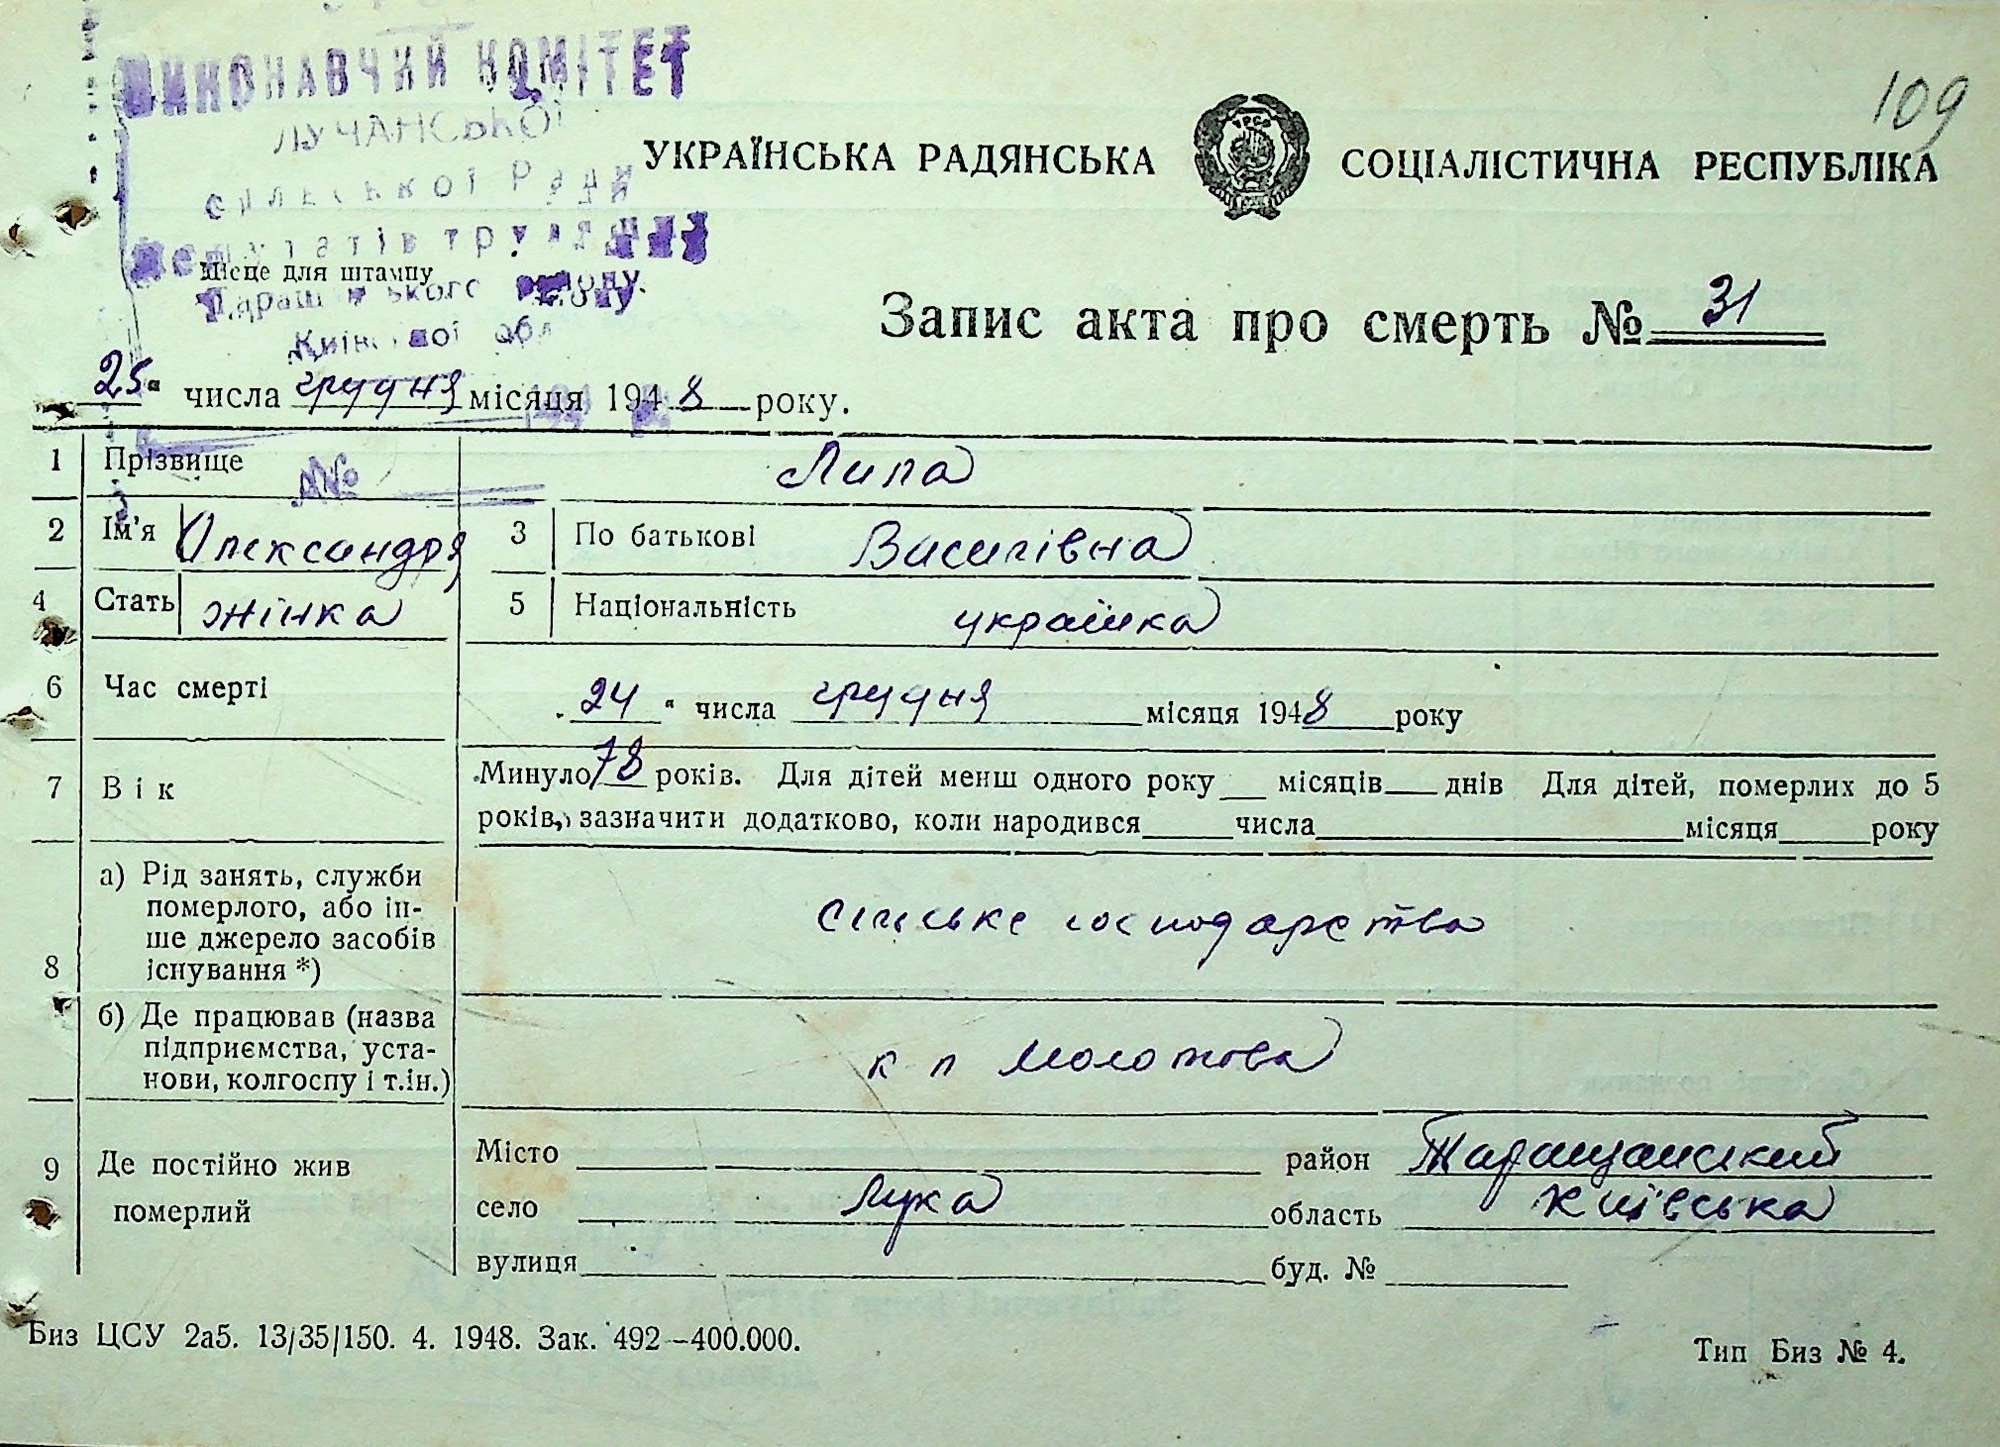 ВИКОНАВЧИЙ КОМІТЕТ
ЛУЧАНСЬКОЇ
сільської Ради
депутатів трудящих
Таращанського району.
Київської обл
109
УКРАЇНСЬКА РАДЯНСЬКА СОЦІАЛІСТИЧНА РЕСПУБЛІКА
Місце для штампу
Запис акта про смерть № 31
25 " числа грудня місяця 1948 року.
№
1 Прізвище Липа
2 Ім'я Олександра 3 По батькові Василівна
4 Стать жінка 5 Національність українка
6 Час смерті „ 24 " числа грудня місяця 1948 року
7 Вік Минуло 78 років. Для дітей менш одного року місяців днів Для дітей, померлих до 5
років, зазначити додатково, коли народився числа місяця року
8 а) Рід занять, служби
померлого, або ін-
ше джерело засобів
існування *)
сільське господарства
б) Де працював (назва
підприємства, уста-
нови, колгоспу і т.ін.)
к п Молотова
9 Де постійно жив
померлий
Місто район Таращанский
село Лука область Київська
вулиця буд. №
Биз ЦСУ 2а5. 13/35/150. 4. 1948. Зак. 492—400.000.
Тип Биз № 4.